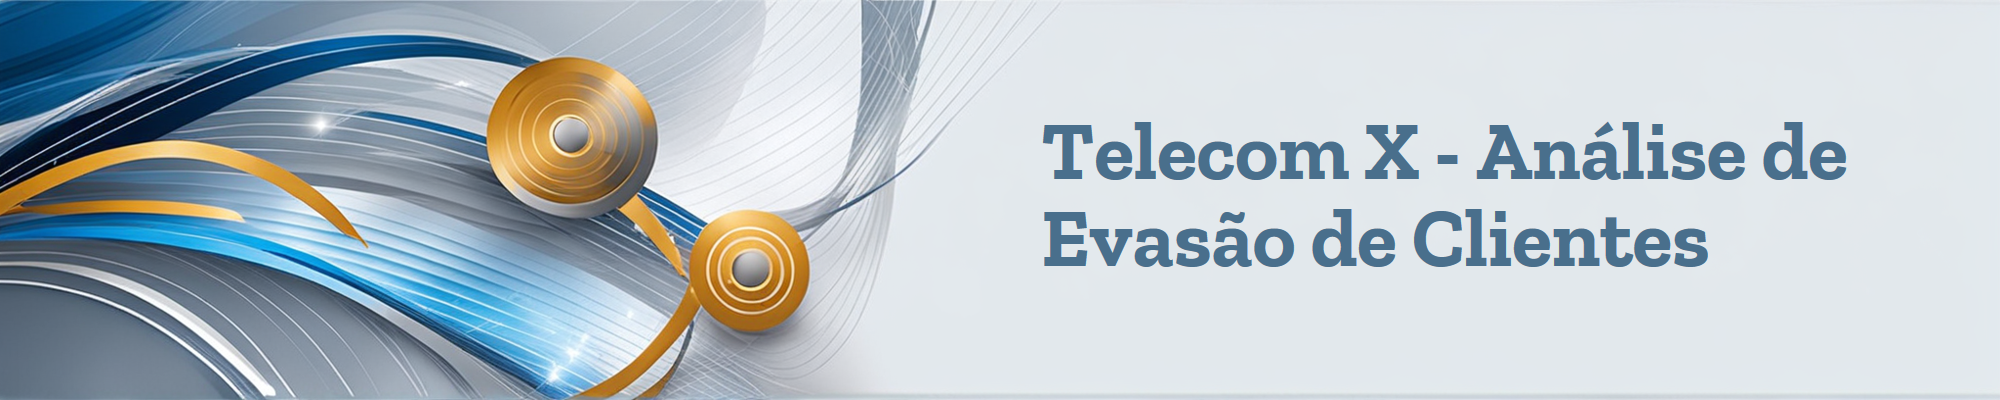 Telecom X - Análise de
Evasão de Clientes